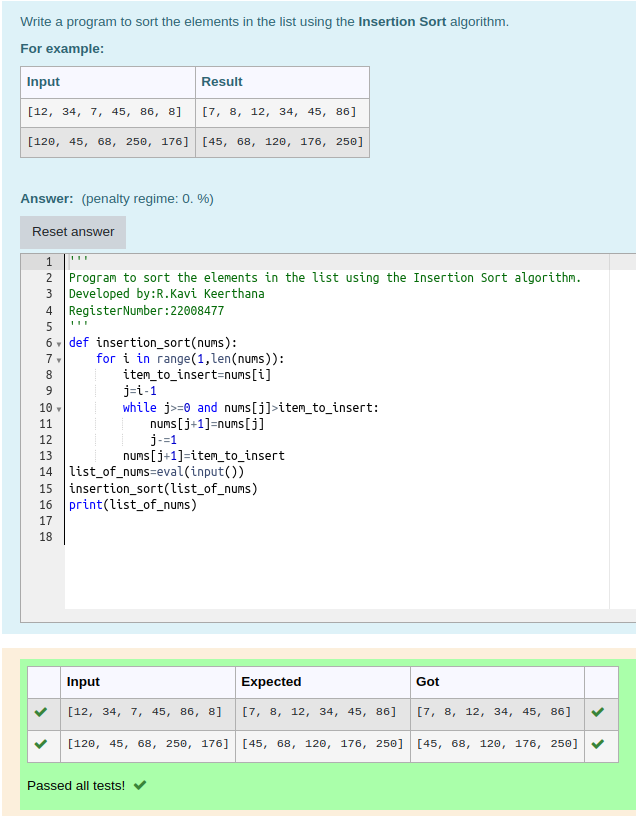 Write a program to sort the elements in the list using the Insertion Sort algorithm.
For example:
Input Result
[12, 34, 7, 45, 86, 8] [7, 8, 12, 34, 45, 86]
[120, 45, 68, 250, 176] [45, 68, 120, 176, 250]
Answer: (penalty regime: 0. %)
Reset answer
1 '''
2 Program to sort the elements in the list using the Insertion Sort algorithm.
3 Developed by:R.Kavi Keerthana
4 RegisterNumber:22008477
5 '''
6 def insertion_sort(nums):
7     for i in range(1,len(nums)):
8         item_to_insert=nums[i]
9         j=i-1
10         while j>=0 and nums[j]>item_to_insert:
11             nums[j+1]=nums[j]
12             j-=1
13         nums[j+1]=item_to_insert
14 list_of_nums=eval(input())
15 insertion_sort(list_of_nums)
16 print(list_of_nums)
17
18
Input Expected Got
[12, 34, 7, 45, 86, 8] [7, 8, 12, 34, 45, 86] [7, 8, 12, 34, 45, 86]
[120, 45, 68, 250, 176] [45, 68, 120, 176, 250] [45, 68, 120, 176, 250]
Passed all tests!